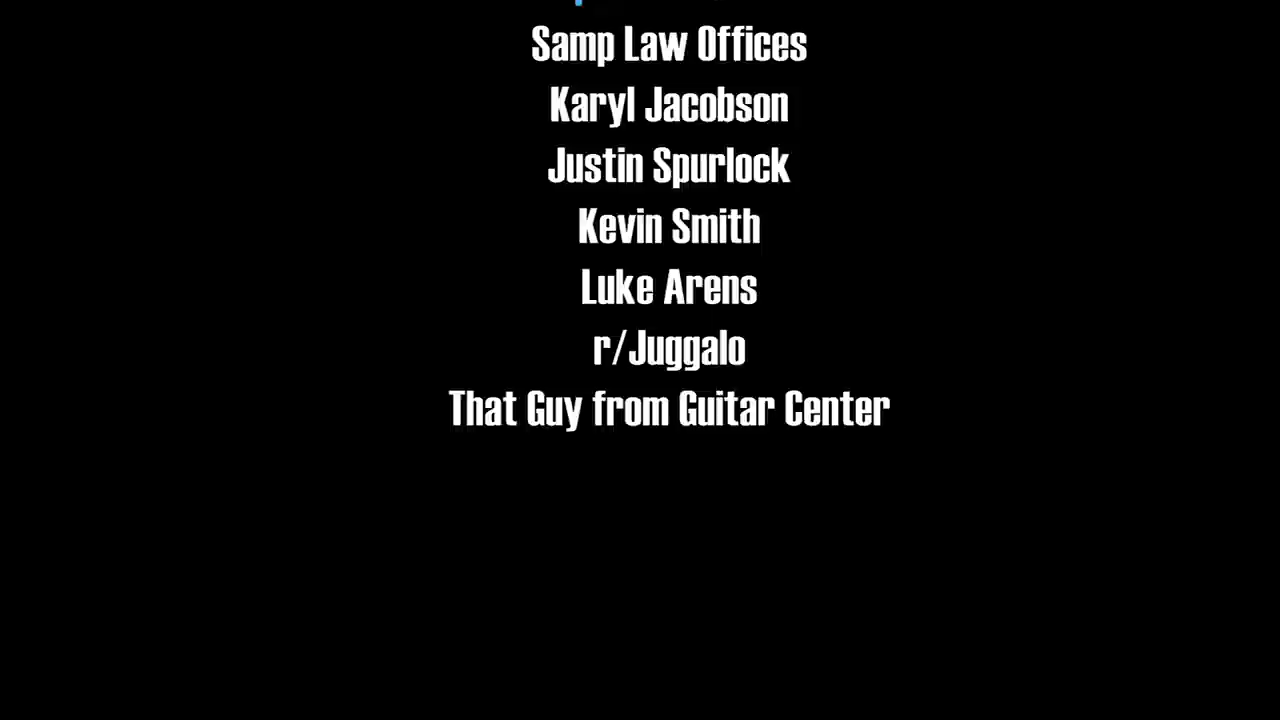 Samp Law Offices
Karyl Jacobson
Justin Spurlock
Kevin Smith
Luke Arens
r/Juggalo
That Guy from Guitar Center